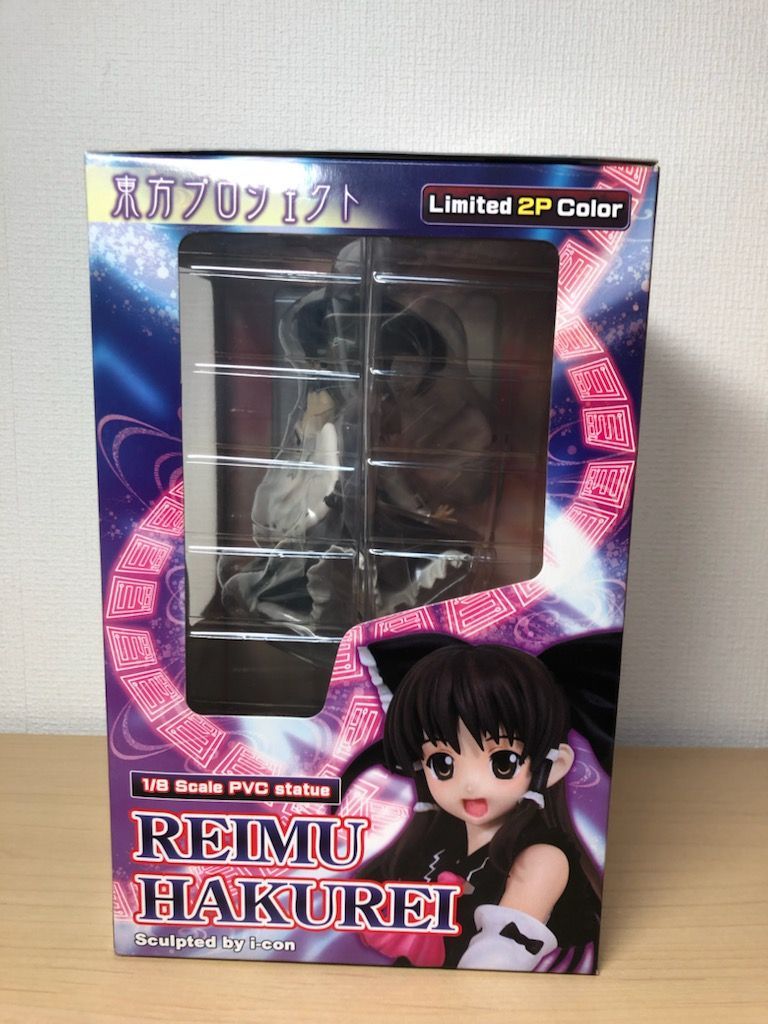 東方プロジェクト
Limited 2P Color
1/8 Scale PVC statue
REIMU
HAKUREI
Sculpted by i-con